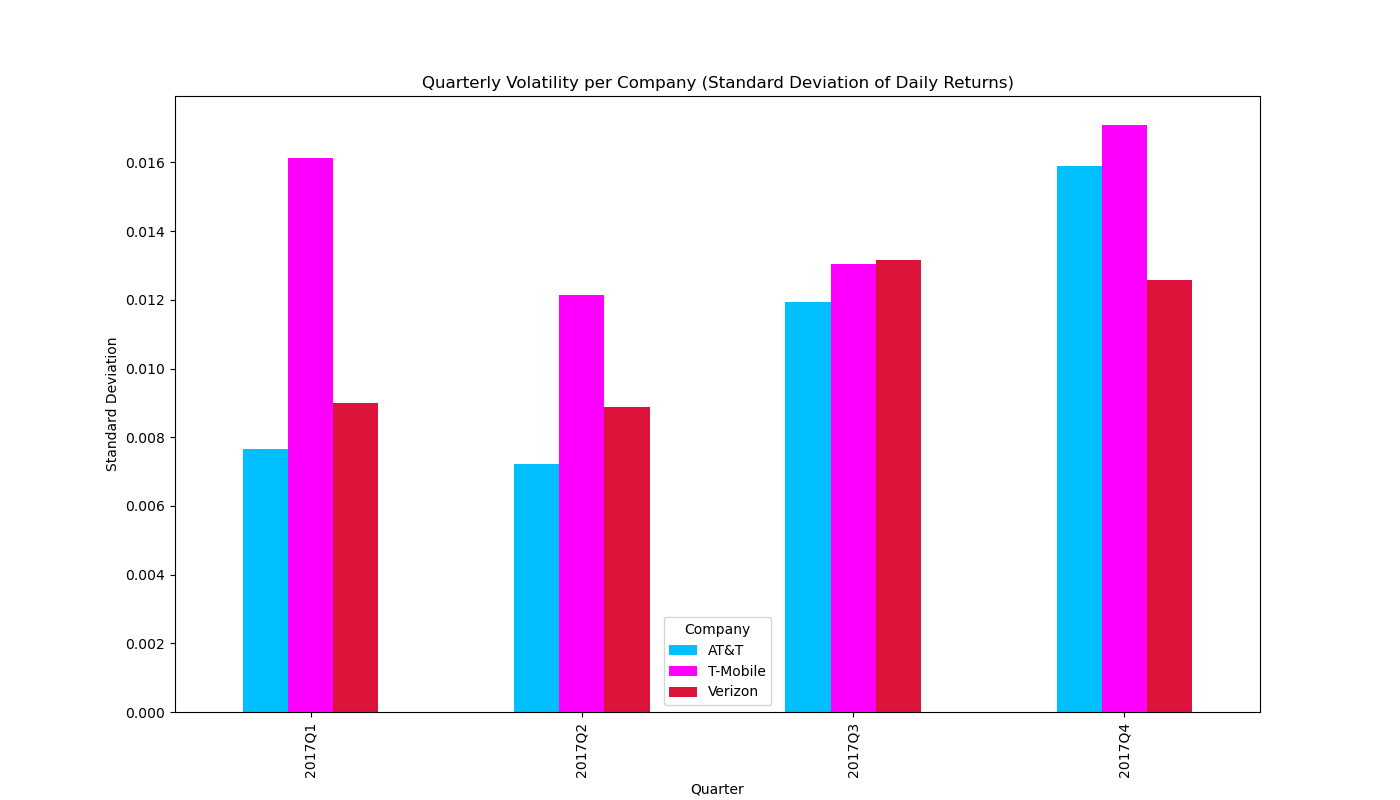 Quarterly Volatility per Company (Standard Deviation of Daily Returns)
0.016
0.014
0.012
0.010
0.008
0.006
0.004
0.002
0.000
Standard Deviation
Company
AT&T
T-Mobile
Verizon
2017Q1
2017Q2
2017Q3
2017Q4
Quarter